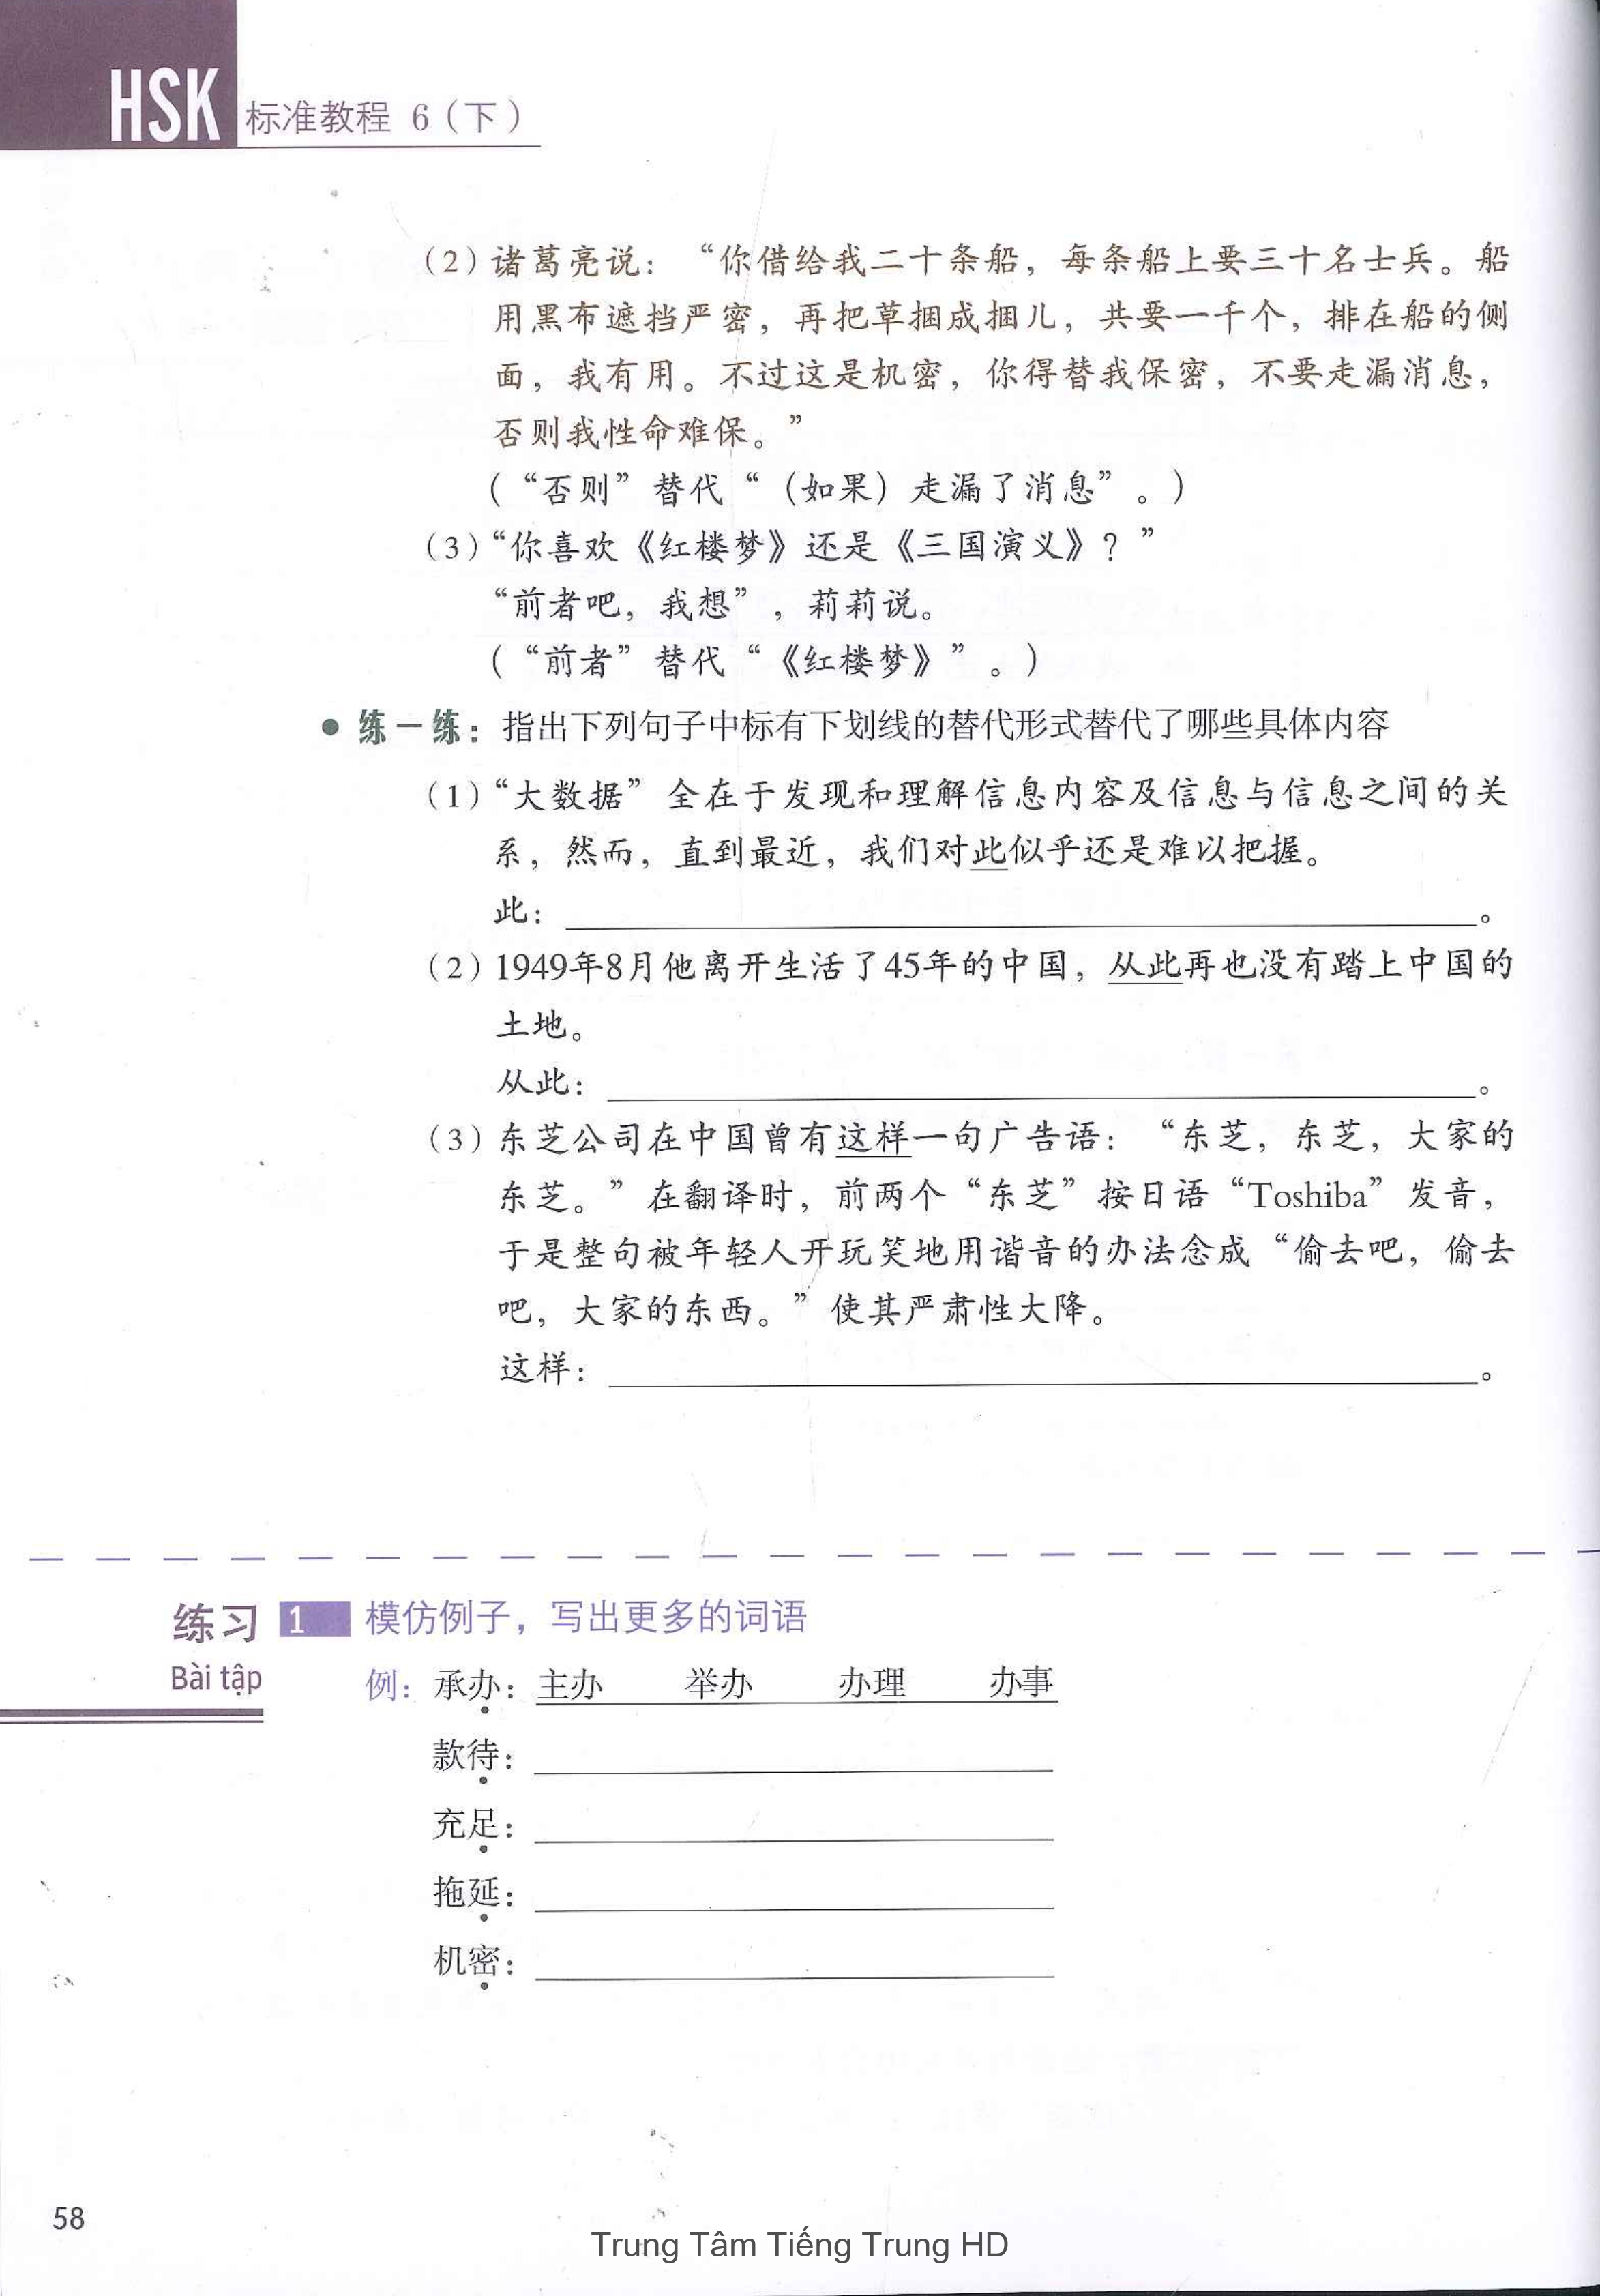 HSK 标准教程 6（下）
（2）诸葛亮说：“你借给我二十条船，每条船上要三十名士兵。船
用黑布遮挡严密，再把草捆成捆儿，共要一千个，排在船的侧
面，我有用。不过这是机密，你得替我保密，不要走漏消息，
否则我性命难保。”
（“否则”替代“（如果）走漏了消息”。）
（3）“你喜欢《红楼梦》还是《三国演义》？”
“前者吧，我想”，莉莉说。
（“前者”替代“《红楼梦》”。）
● 练一练：指出下列句子中标有下划线的替代形式替代了哪些具体内容
（1）“大数据”全在于发现和理解信息内容及信息与信息之间的关
系，然而，直到最近，我们对此似乎还是难以把握。
此：＿＿＿＿＿＿＿＿＿＿。
（2）1949年8月他离开生活了45年的中国，从此再也没有踏上中国的
土地。
从此：＿＿＿＿＿＿＿＿＿＿。
（3）东芝公司在中国曾有这样一句广告语：“东芝，东芝，大家的
东芝。”在翻译时，前两个“东芝”按日语“Toshiba”发音，
于是整句被年轻人开玩笑地用谐音的办法念成“偷去吧，偷去
吧，大家的东西。”使其严肃性大降。
这样：＿＿＿＿＿＿＿＿＿＿。
练习 1 模仿例子，写出更多的词语
Bài tập
例：承办：主办 举办 办理 办事
款待：＿＿＿＿＿＿＿＿
充足：＿＿＿＿＿＿＿＿
拖延：＿＿＿＿＿＿＿＿
机密：＿＿＿＿＿＿＿＿
58
Trung Tâm Tiếng Trung HD